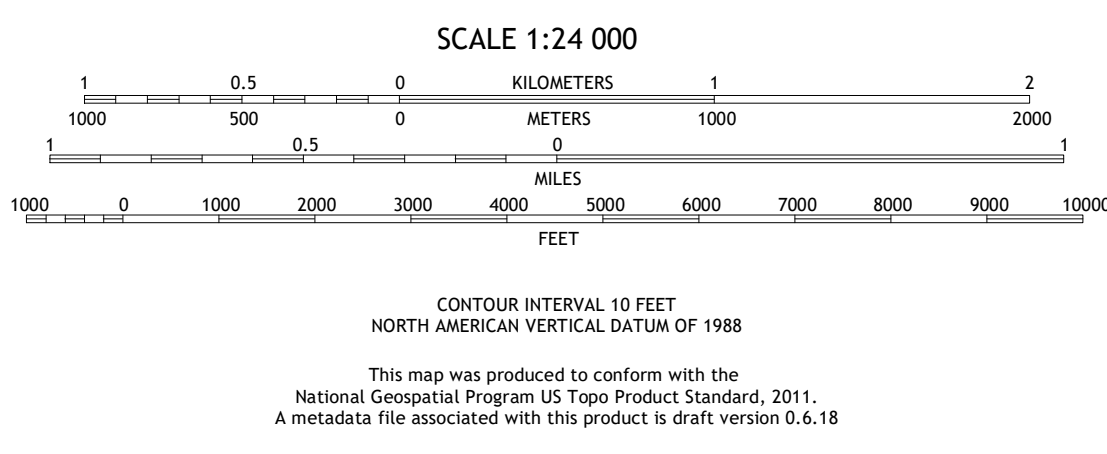 SCALE 1:24 000
1 0.5 0 KILOMETERS 1 2
1000 500 0 METERS 1000 2000
1 0.5 0 1
MILES
1000 0 1000 2000 3000 4000 5000 6000 7000 8000 9000 10000
FEET
CONTOUR INTERVAL 10 FEET
NORTH AMERICAN VERTICAL DATUM OF 1988
This map was produced to conform with the
National Geospatial Program US Topo Product Standard, 2011.
A metadata file associated with this product is draft version 0.6.18